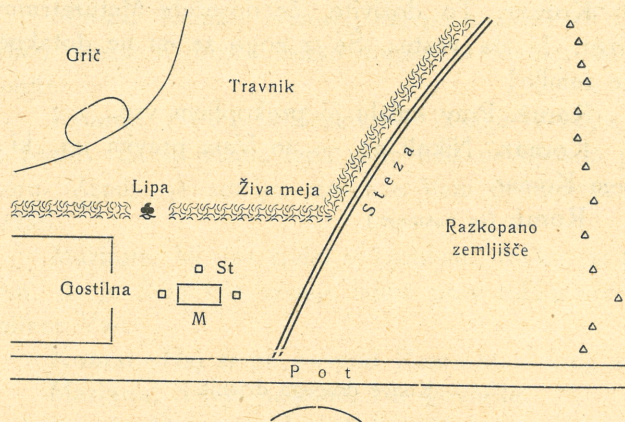 Grič
Travnik
Lipa
Živa meja
Steza
Razkopano
zemljišče
St
Gostilna
M
Pot